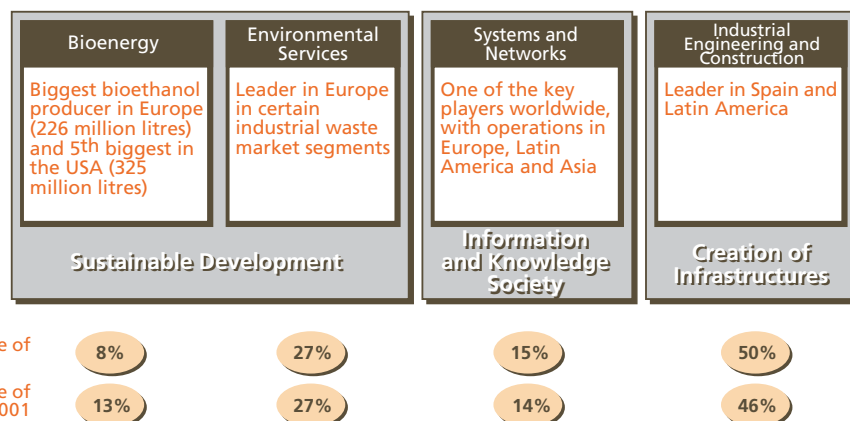 Bioenergy
Biggest bioethanol
producer in Europe
(226 million litres)
and 5th biggest in
the USA (325
million litres)
Environmental
Services
Leader in Europe
in certain
industrial waste
market segments
Sustainable Development
Systems and
Networks
One of the key
players worldwide,
with operations in
Europe, Latin
America and Asia
Information
and Knowledge
Society
Industrial
Engineering and
Construction
Leader in Spain and
Latin America
Creation of
Infrastructures
of
8% 27% 15% 50%
of
001
13% 27% 14% 46%